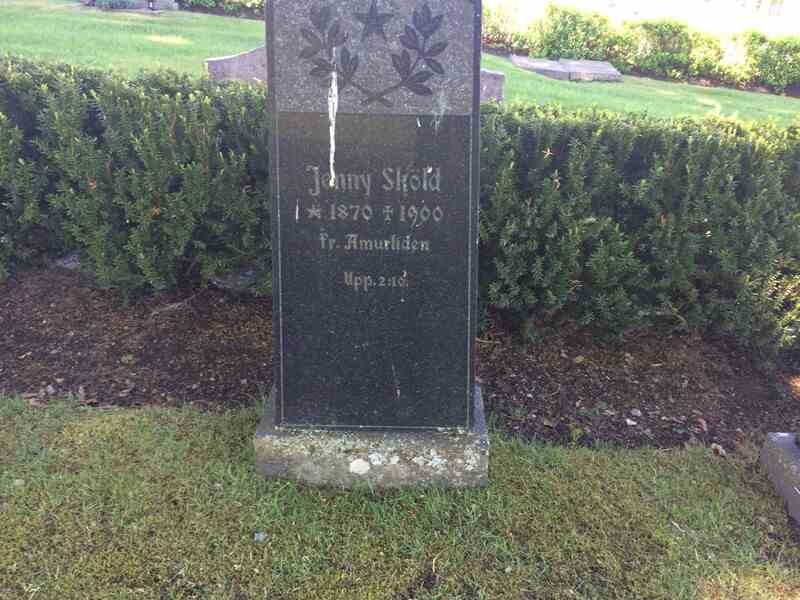 Jenny Sköld
* 1870 † 1900
Fr. Amurliden
Upp. 2:10.